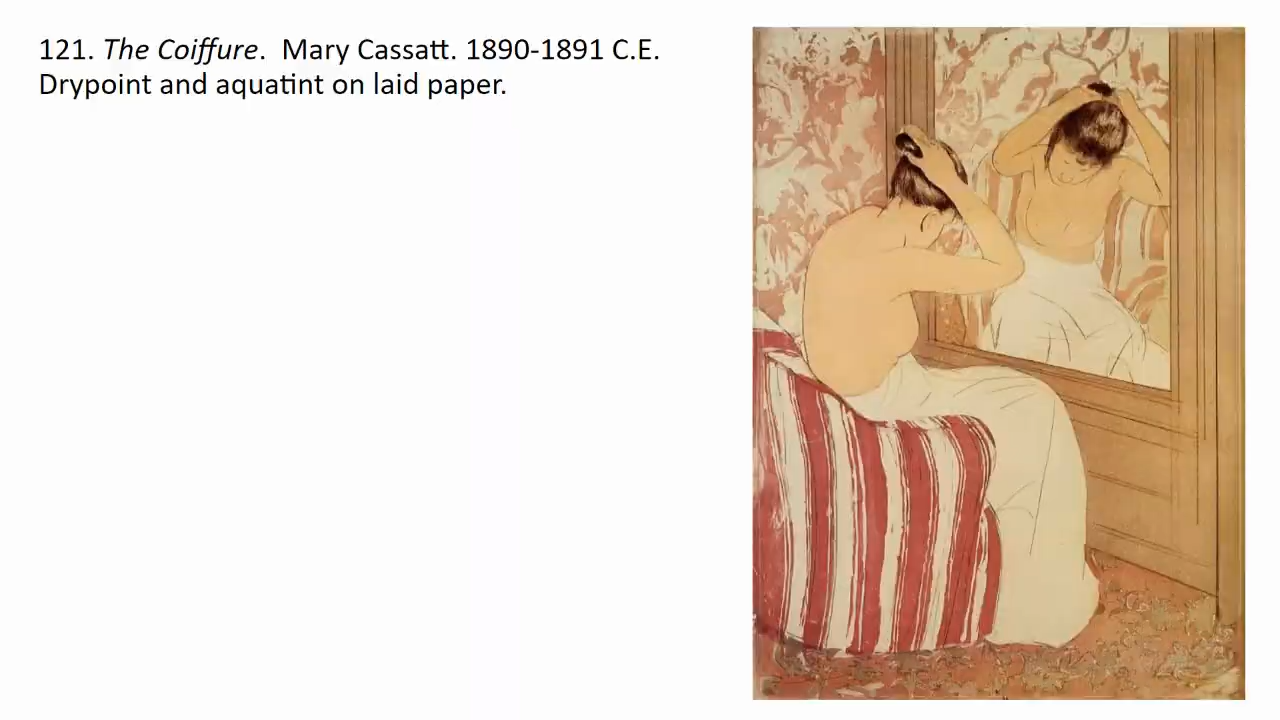 121. The Coiffure. Mary Cassatt. 1890-1891 C.E.
Drypoint and aquatint on laid paper.